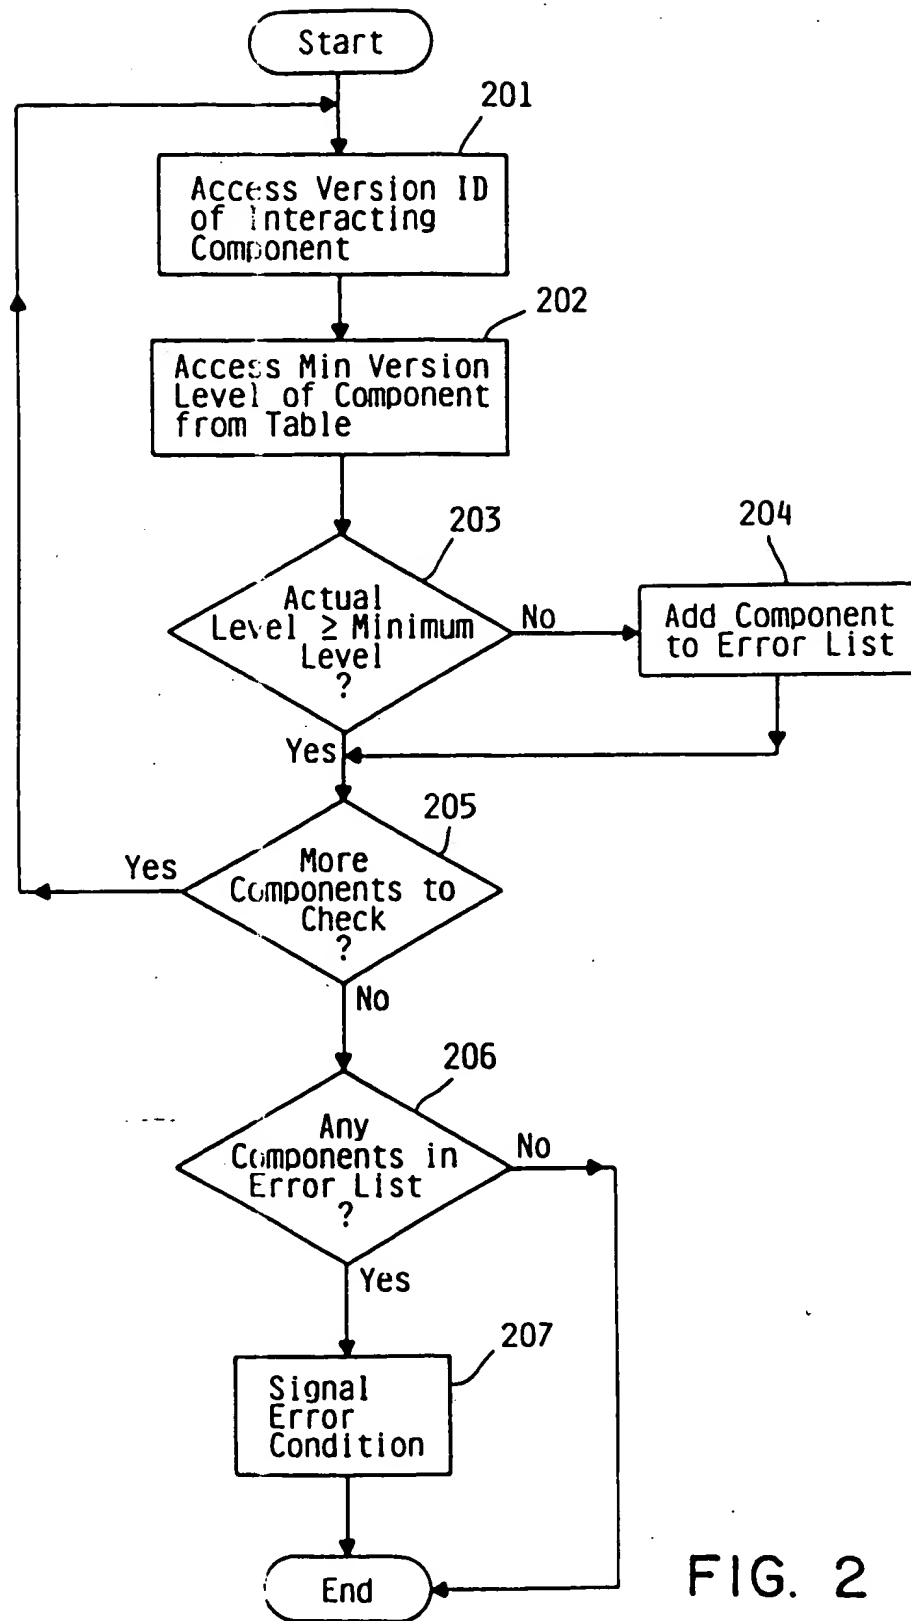 Start
201
Access Version ID
of Interacting
Component
202
Access Min Version
Level of Component
from Table
203
Actual
Level ≥ Minimum
Level
?
No
204
Add Component
to Error List
Yes
205
More
Components to
Check
?
Yes
No
206
Any
Components in
Error List
?
No
Yes
207
Signal
Error
Condition
End
FIG. 2